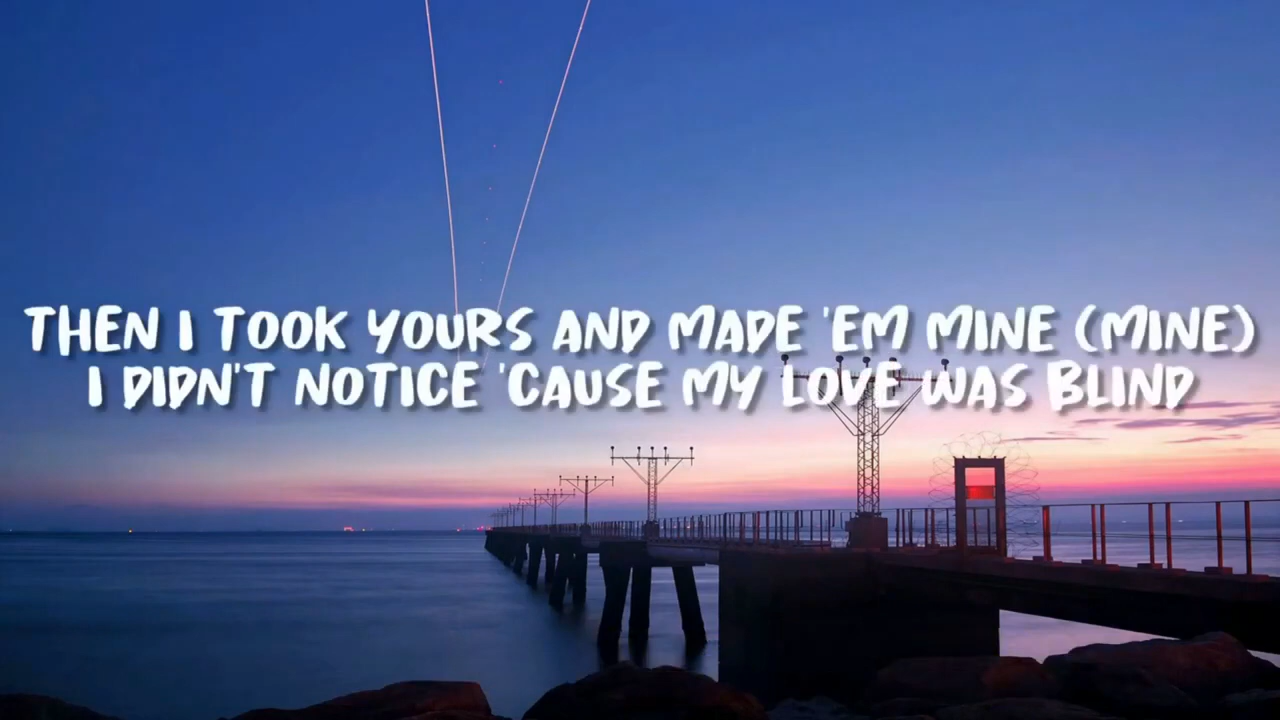 THEN I TOOK YOURS AND MADE 'EM MINE (MINE)
I DIDN'T NOTICE 'CAUSE MY LOVE WAS BLIND